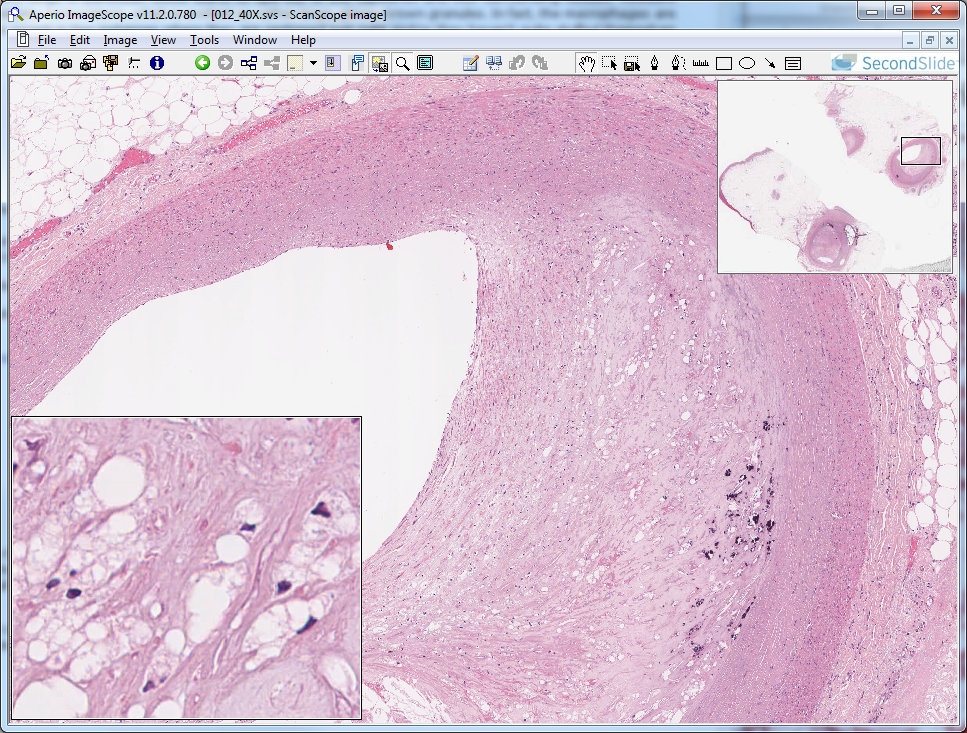 Aperio ImageScope v11.2.0.780 - [012_40X.svs - ScanScope image]
File Edit Image View Tools Window Help
SecondSlide